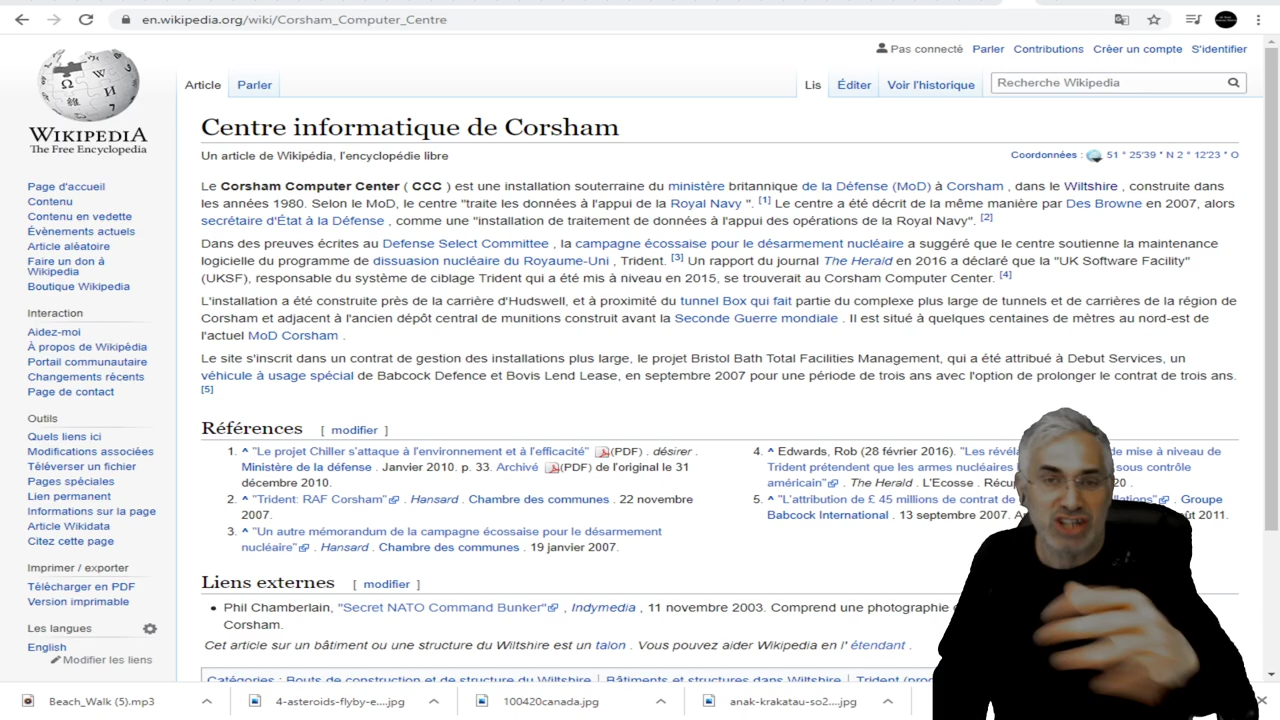 en.wikipedia.org/wiki/Corsham_Computer_Centre
Pas connecté Parler Contributions Créer un compte S'identifier
Article Parler Lis Éditer Voir l'historique Recherche Wikipedia
WIKIPEDIA
The Free Encyclopedia
Page d'accueil
Contenu
Contenu en vedette
Évènements actuels
Article aléatoire
Faire un don à
Wikipedia
Boutique Wikipedia
Interaction
Aidez-moi
À propos de Wikipédia
Portail communautaire
Changements récents
Page de contact
Outils
Quels liens ici
Modifications associées
Téléverser un fichier
Pages spéciales
Lien permanent
Informations sur la page
Article Wikidata
Citez cette page
Imprimer / exporter
Télécharger en PDF
Version imprimable
Les langues
English
Modifier les liens
Centre informatique de Corsham
Un article de Wikipédia, l'encyclopédie libre
Coordonnées : 51 ° 25'39 ° N 2 ° 12'23 ° O
Le Corsham Computer Center ( CCC ) est une installation souterraine du ministère britannique de la Défense (MoD) à Corsham , dans le Wiltshire , construite dans
les années 1980. Selon le MoD, le centre "traite les données à l'appui de la Royal Navy ". [1] Le centre a été décrit de la même manière par Des Browne en 2007, alors
secrétaire d'État à la Défense , comme une "installation de traitement de données à l'appui des opérations de la Royal Navy". [2]
Dans des preuves écrites au Defense Select Committee , la campagne écossaise pour le désarmement nucléaire a suggéré que le centre soutienne la maintenance
logicielle du programme de dissuasion nucléaire du Royaume-Uni , Trident. [3] Un rapport du journal The Herald en 2016 a déclaré que la "UK Software Facility"
(UKSF), responsable du système de ciblage Trident qui a été mis à niveau en 2015, se trouverait au Corsham Computer Center. [4]
L'installation a été construite près de la carrière d'Hudswell, et à proximité du tunnel Box qui fait partie du complexe plus large de tunnels et de carrières de la région de
Corsham et adjacent à l'ancien dépôt central de munitions construit avant la Seconde Guerre mondiale . Il est situé à quelques centaines de mètres au nord-est de
l'actuel MoD Corsham .
Le site s'inscrit dans un contrat de gestion des installations plus large, le projet Bristol Bath Total Facilities Management, qui a été attribué à Debut Services, un
véhicule à usage spécial de Babcock Defence et Bovis Lend Lease, en septembre 2007 pour une période de trois ans avec l'option de prolonger le contrat de trois ans.
[5]
Références [ modifier ]
1. ^ "Le projet Chiller s'attaque à l'environnement et à l'efficacité" (PDF) . désirer .
Ministère de la défense . Janvier 2010. p. 33. Archivé (PDF) de l'original le 31
décembre 2010.
2. ^ "Trident: RAF Corsham" . Hansard . Chambre des communes . 22 novembre
2007.
3. ^ "Un autre mémorandum de la campagne écossaise pour le désarmement
nucléaire" . Hansard . Chambre des communes . 19 janvier 2007.
4. ^ Edwards, Rob (28 février 2016). "Les de mise à niveau de
Trident prétendent que les armes nucléaires sous contrôle
américain" . The Herald . L'Ecosse . 20 .
5. ^ "L'attribution de £ 45 millions de contrat de Groupe
Babcock International . 13 septembre 2007. août 2011.
Liens externes [ modifier ]
• Phil Chamberlain, "Secret NATO Command Bunker" , Indymedia , 11 novembre 2003. Comprend une photographie
Corsham.
Cet article sur un bâtiment ou une structure du Wiltshire est un talon . Vous pouvez aider Wikipedia en l' étendant .
Catégories : Bouts de construction et de structure du Wiltshire | Bâtiments et structures dans Wiltshire | Trident
Beach_Walk (5).mp3 4-asteroids-flyby-e....jpg 100420canada.jpg anak-krakatau-so2....jpg